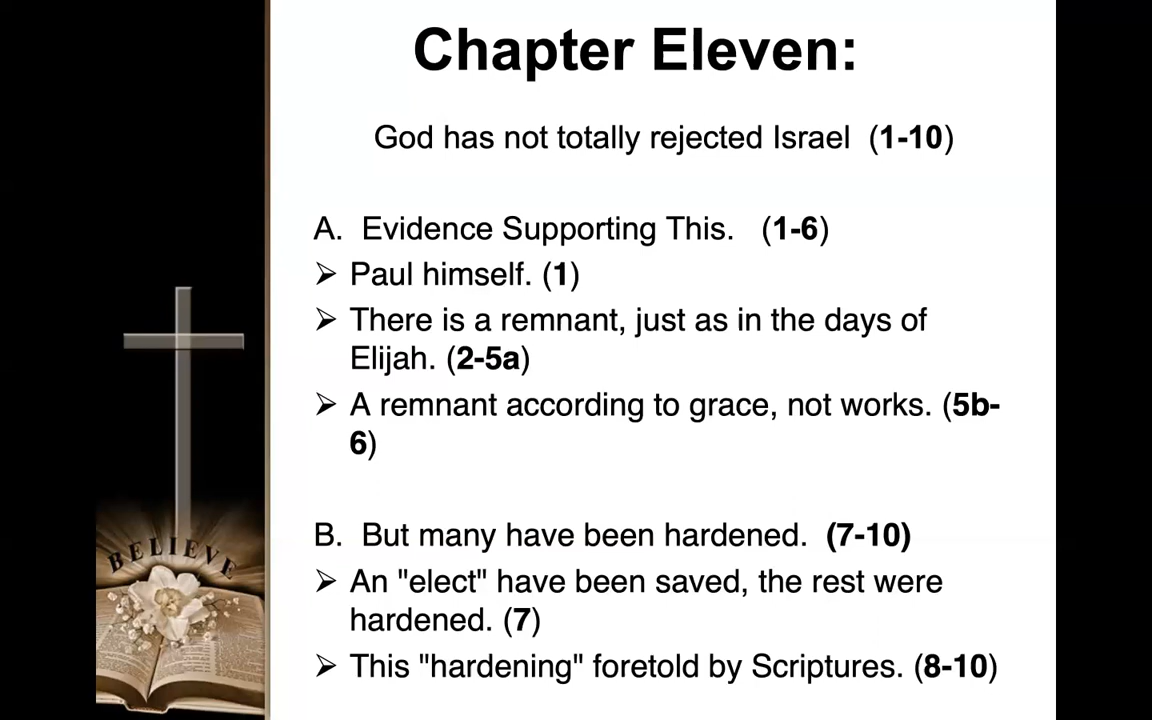 Chapter Eleven:
God has not totally rejected Israel (1-10)
A. Evidence Supporting This. (1-6)
➢ Paul himself. (1)
➢ There is a remnant, just as in the days of
Elijah. (2-5a)
➢ A remnant according to grace, not works. (5b-
6)
B. But many have been hardened. (7-10)
➢ An "elect" have been saved, the rest were
hardened. (7)
➢ This "hardening" foretold by Scriptures. (8-10)
BELIEVE